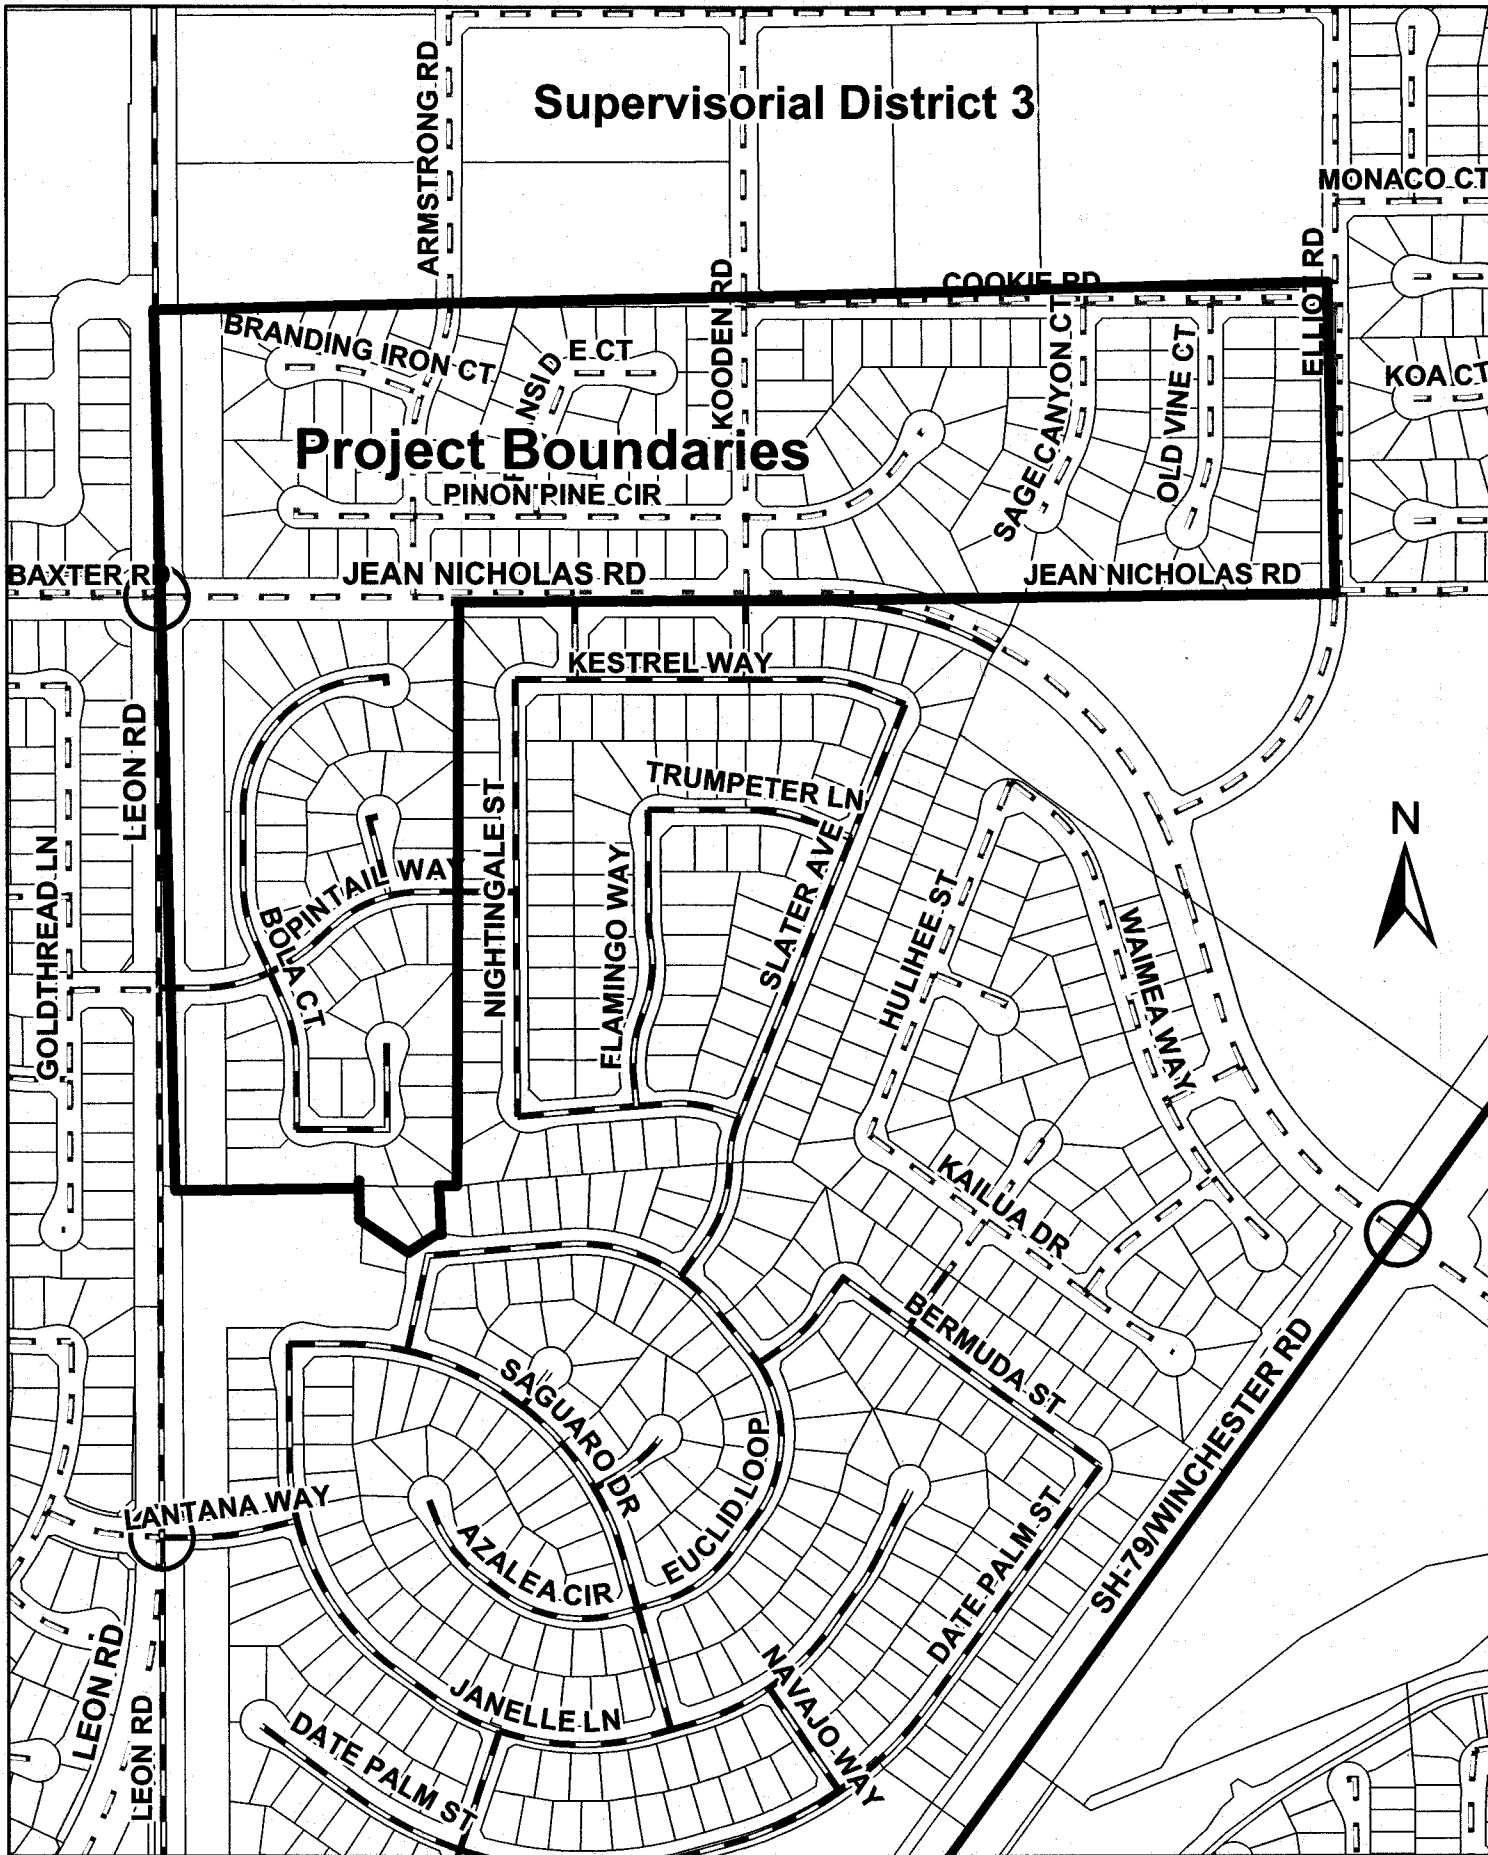 ARMSTRONG RD
Supervisorial District 3
MONACO CT
ELLIOT RD
COOKIE RD
KOODEN RD
BRANDING IRON CT
NSID E CT
SAGE CANYON CT
OLD VINE CT
KOA CT
Project Boundaries
PINON PINE CIR
BAXTER RD
JEAN NICHOLAS RD
JEAN NICHOLAS RD
KESTREL WAY
LEON RD
TRUMPETER LN
NIGHTINGALE ST
N
GOLDTHREAD LN
PINTAIL WAY
BOLA CT
FLAMINGO WAY
SLATER AVE
HULIHEE ST
WAIMEA WAY
KAILUA DR
BERMUDA ST
SAGUARO DR
EUCLID LOOP
SH-79/WINCHESTER RD
LANTANA WAY
AZALEA CIR
DATE PALM ST
LEON RD
LEON RD
JANELLE LN
NAVAJO WAY
DATE PALM ST